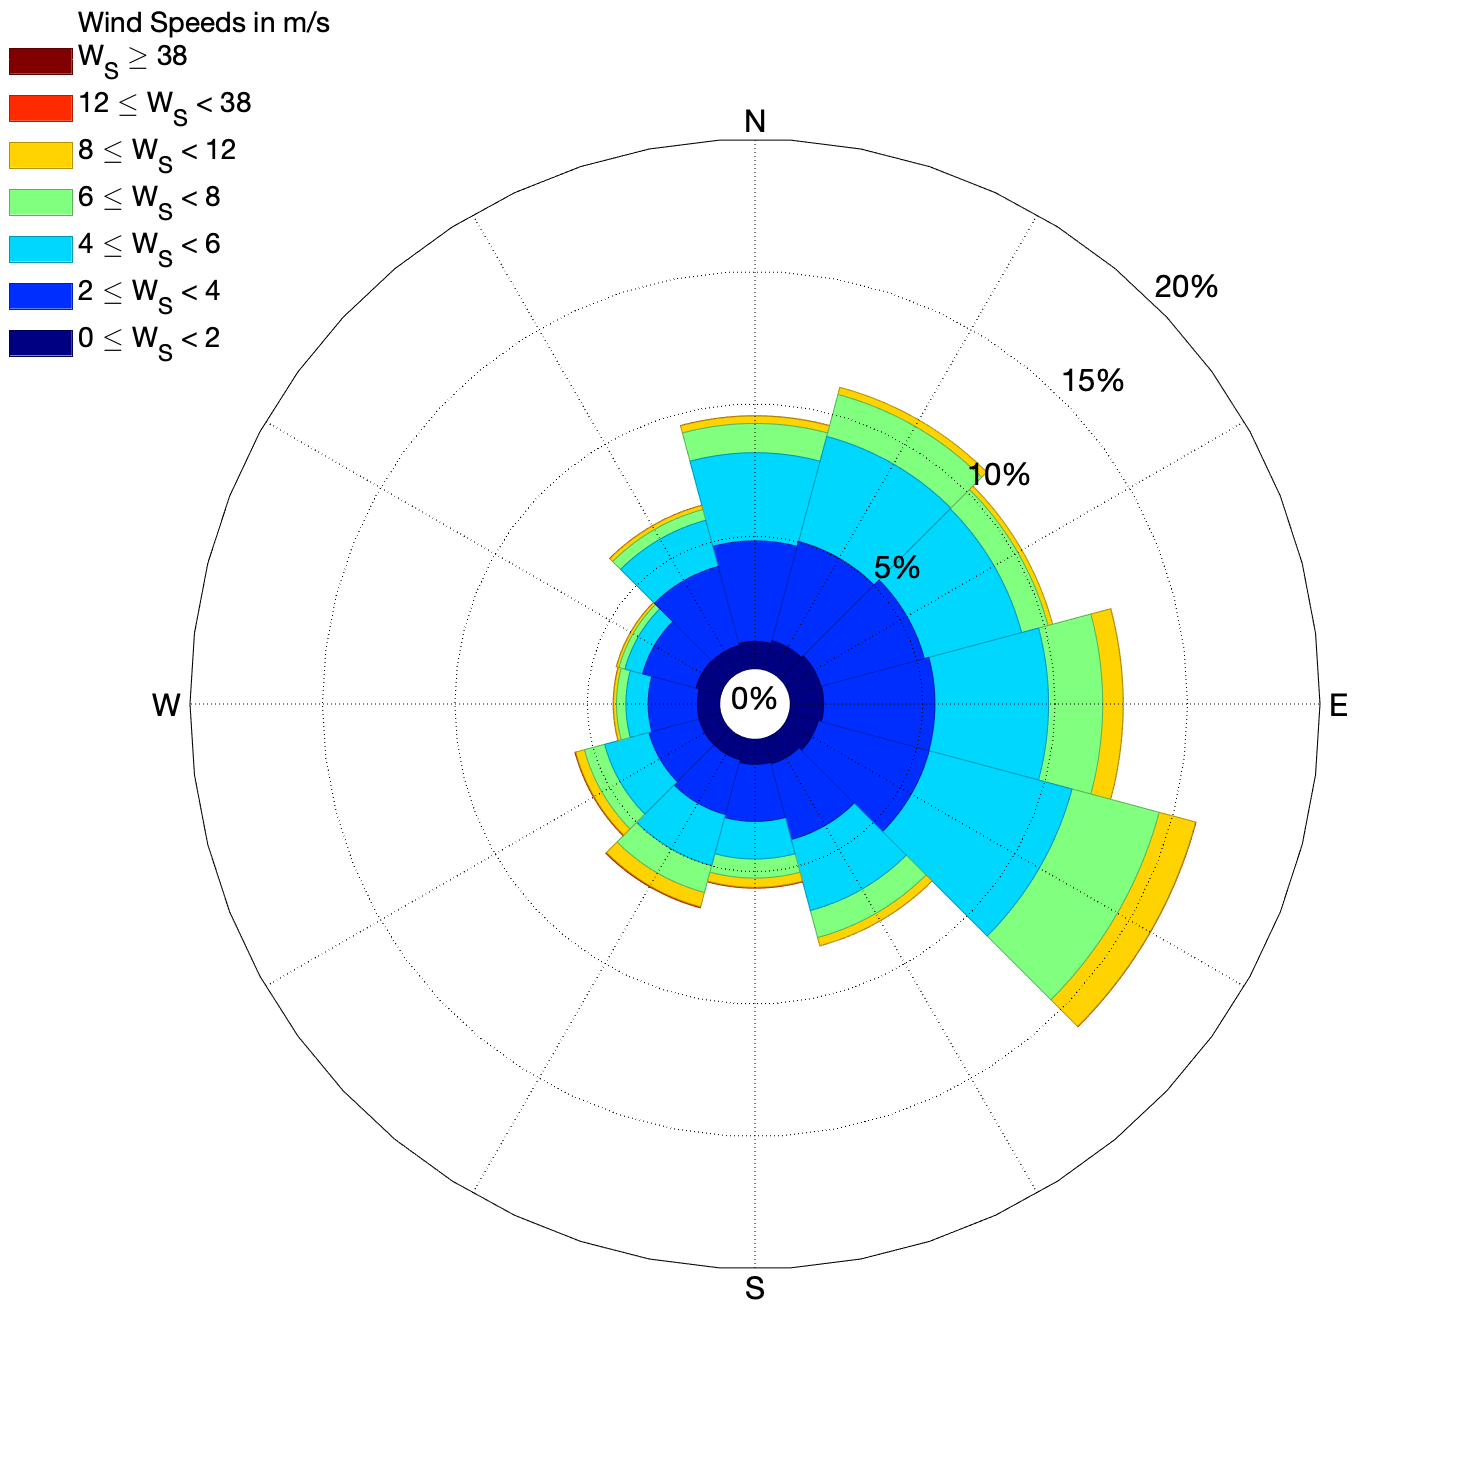 Wind Speeds in m/s
W_S ≥ 38
12 ≤ W_S < 38
8 ≤ W_S < 12
6 ≤ W_S < 8
4 ≤ W_S < 6
2 ≤ W_S < 4
0 ≤ W_S < 2
N
20%
15%
10%
5%
W
0%
E
S